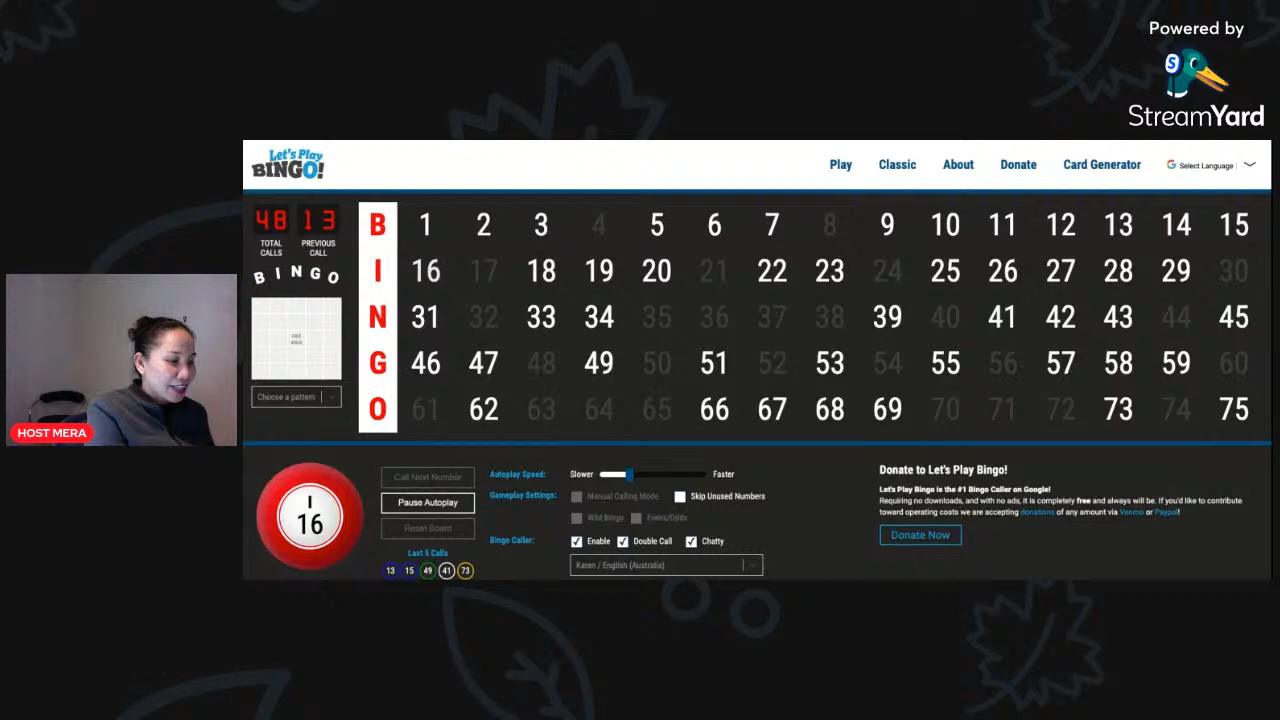 Powered by
StreamYard
Let's Play
BINGO!
Play
Classic
About
Donate
Card Generator
Select Language
48 13
TOTAL CALLS
PREVIOUS CALL
BINGO
FREE SPACE
Choose a pattern
B 1 2 3 4 5 6 7 8 9 10 11 12 13 14 15
I 16 17 18 19 20 21 22 23 24 25 26 27 28 29 30
N 31 32 33 34 35 36 37 38 39 40 41 42 43 44 45
G 46 47 48 49 50 51 52 53 54 55 56 57 58 59 60
O 61 62 63 64 65 66 67 68 69 70 71 72 73 74 75
HOST MERA
I
16
Call Next Number
Pause Autoplay
Reset Board
Last 5 Calls
13 15 49 41 73
Autoplay Speed: Slower Faster
Gameplay Settings: Manual Calling Mode Skip Unused Numbers
Wild Bingo Evens/Odds
Bingo Caller: Enable Double Call Chatty
Karen / English (Australia)
Donate to Let's Play Bingo!
Let's Play Bingo is the #1 Bingo Caller on Google!
Requiring no downloads, and with no ads, it is completely free and always will be. If you'd like to contribute
toward operating costs we are accepting donations of any amount via Venmo or Paypal!
Donate Now